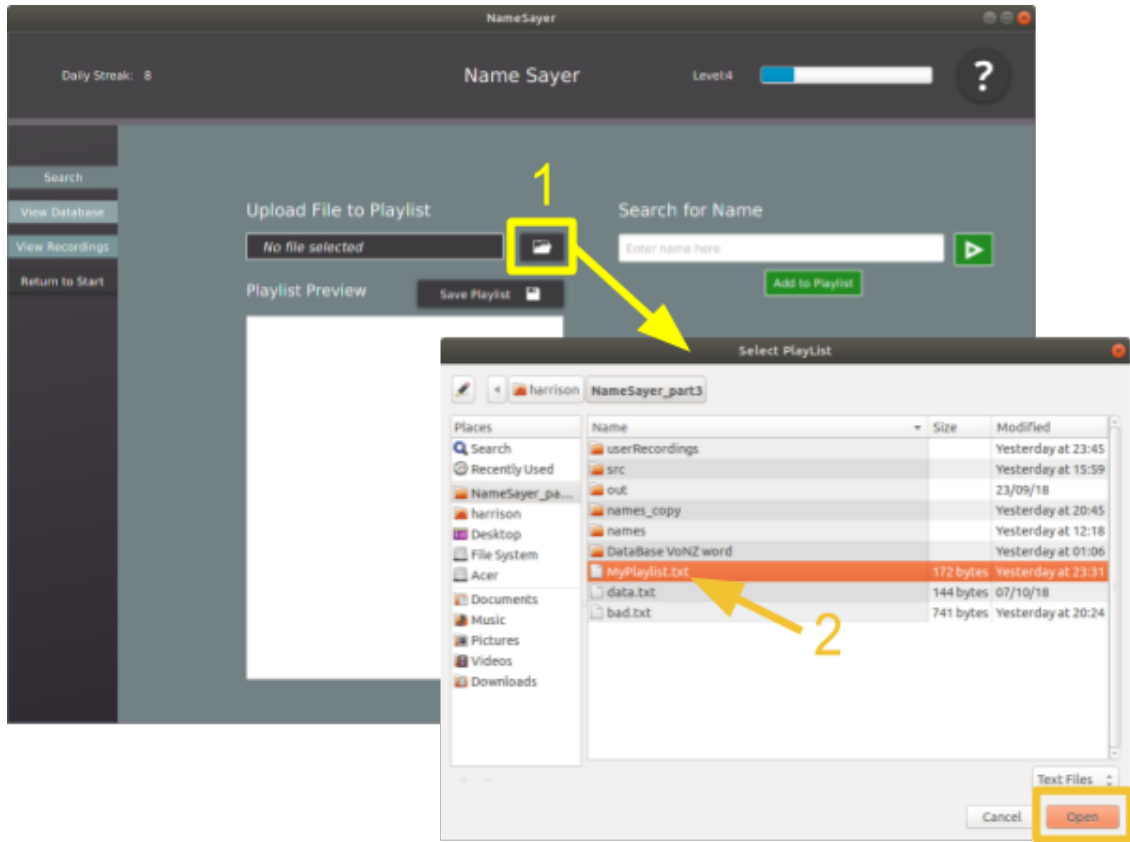 NameSayer
Daily Streak: 8
Name Sayer
Level:4
?
Search
View Database
View Recordings
Return to Start
1
Upload File to Playlist
No file selected
Playlist Preview
Save Playlist
Search for Name
Enter name here
Add to Playlist
Select PlayList
harrison NameSayer_part3
Places
Search
Recently Used
NameSayer_pa...
harrison
Desktop
File System
Acer
Documents
Music
Pictures
Videos
Downloads
Name Size Modified
userRecordings Yesterday at 23:45
src Yesterday at 15:59
out 23/09/18
names_copy Yesterday at 20:45
names Yesterday at 12:18
DataBase VoNZ word Yesterday at 01:06
MyPlaylist.txt 172 bytes Yesterday at 23:31
data.txt 144 bytes 07/10/18
bad.txt 741 bytes Yesterday at 20:24
2
Text Files
Cancel Open